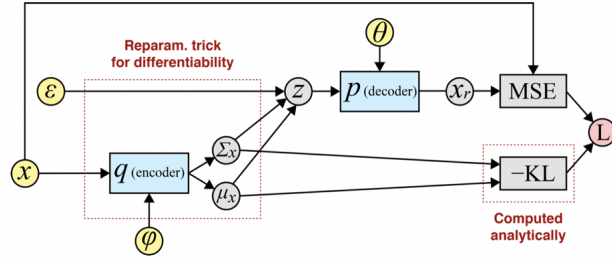 Reparam. trick
for differentiability
θ
ε
z
p (decoder)
x_r
MSE
L
x
q (encoder)
Σ_x
μ_x
−KL
φ
Computed
analytically